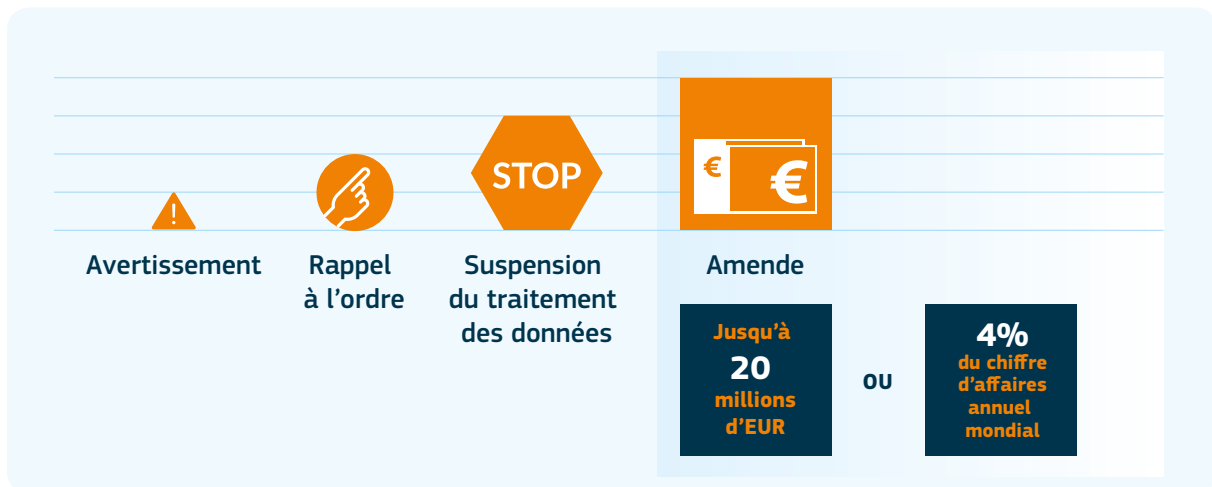 !
STOP
€
€
Avertissement
Rappel
à l’ordre
Suspension
du traitement
des données
Amende
Jusqu’à
20
millions
d’EUR
OU
4%
du chiffre
d’affaires
annuel
mondial